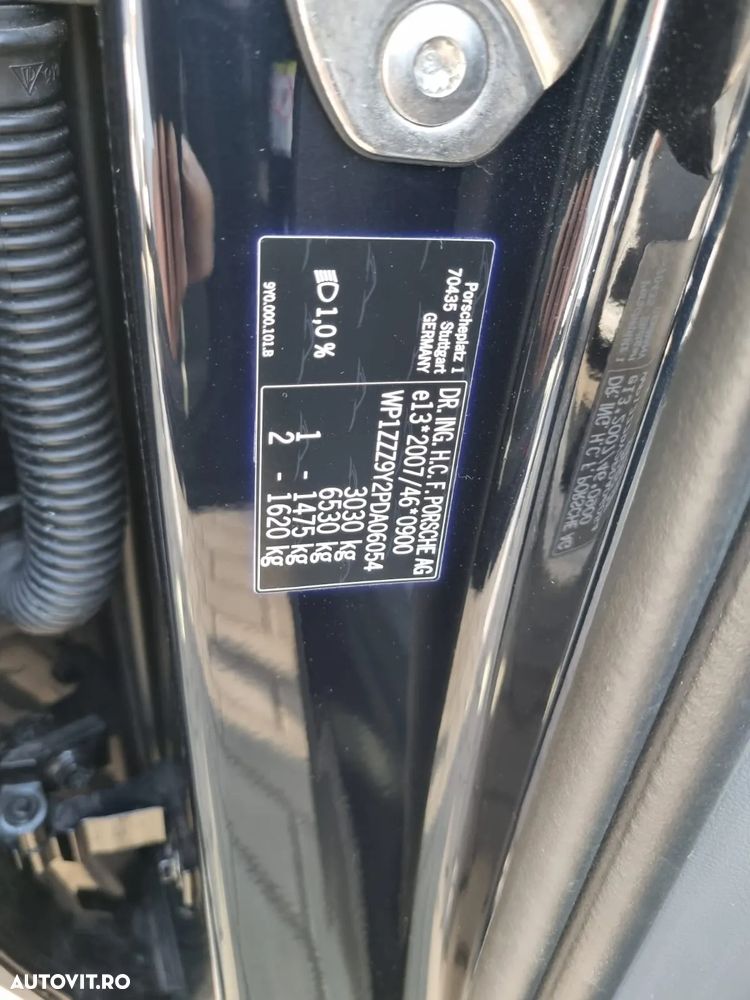 Porscheplatz 1
70435 Stuttgart
GERMANY
1,0%
9Y0.000.101.B
DR. ING. H.C. F. PORSCHE AG
e13*2007/46*0900
WP1ZZZ9Y2PDA06054
3030 kg
6530 kg
1 - 1475 kg
2 - 1620 kg
AUTOVIT.RO